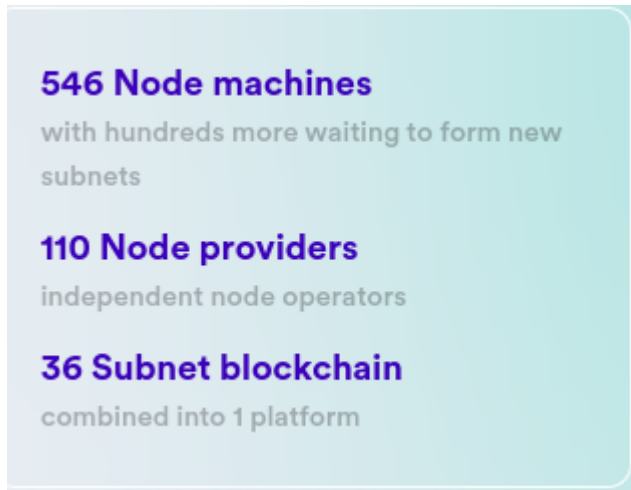 546 Node machines
with hundreds more waiting to form new
subnets
110 Node providers
independent node operators
36 Subnet blockchain
combined into 1 platform